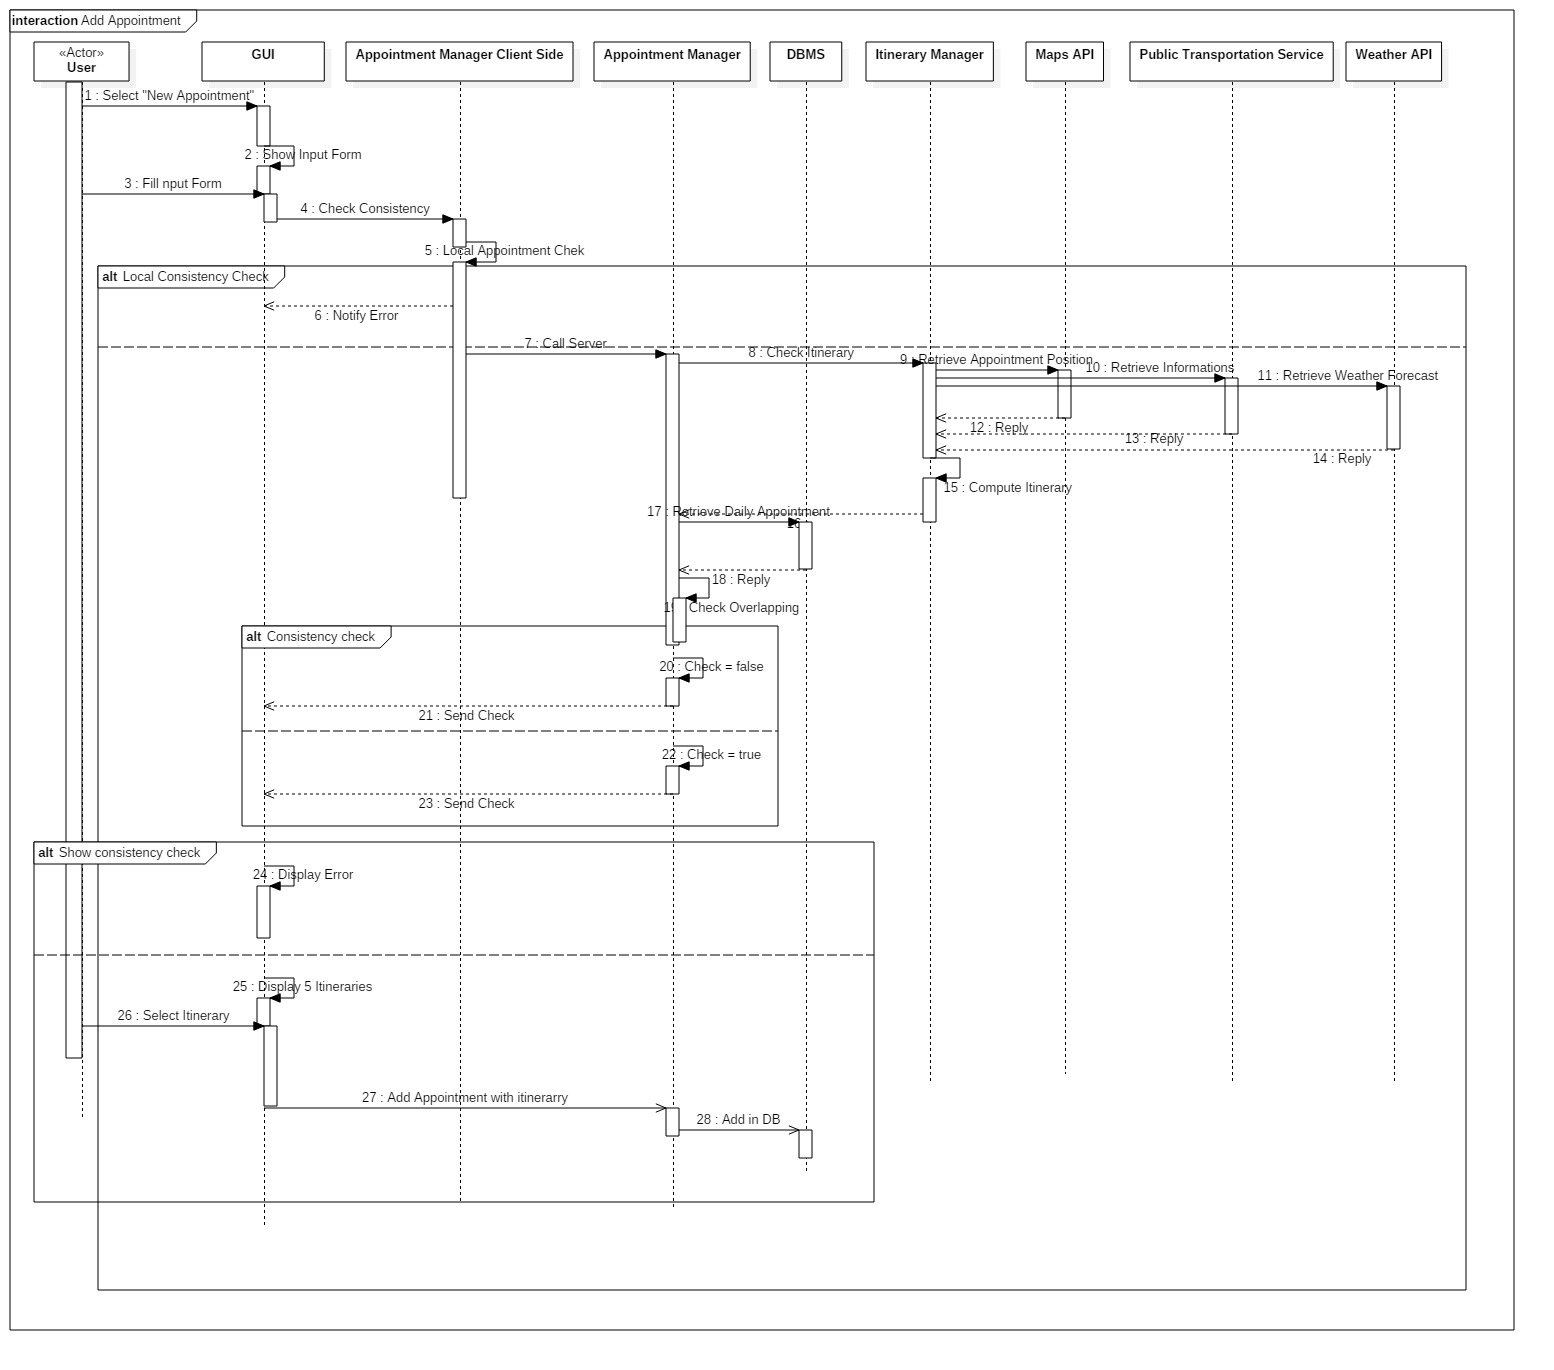 interaction Add Appointment
«Actor»
User
GUI
Appointment Manager Client Side
Appointment Manager
DBMS
Itinerary Manager
Maps API
Public Transportation Service
Weather API
1 : Select "New Appointment"
2 : Show Input Form
3 : Fill nput Form
4 : Check Consistency
5 : Local Appointment Chek
alt Local Consistency Check
6 : Notify Error
7 : Call Server
8 : Check Itinerary
9 : Retrieve Appointment Position
10 : Retrieve Informations
11 : Retrieve Weather Forecast
12 : Reply
13 : Reply
14 : Reply
15 : Compute Itinerary
17 : Retrieve Daily Appointment
16
18 : Reply
19 : Check Overlapping
alt Consistency check
20 : Check = false
21 : Send Check
22 : Check = true
23 : Send Check
alt Show consistency check
24 : Display Error
25 : Display 5 Itineraries
26 : Select Itinerary
27 : Add Appointment with itinerarry
28 : Add in DB